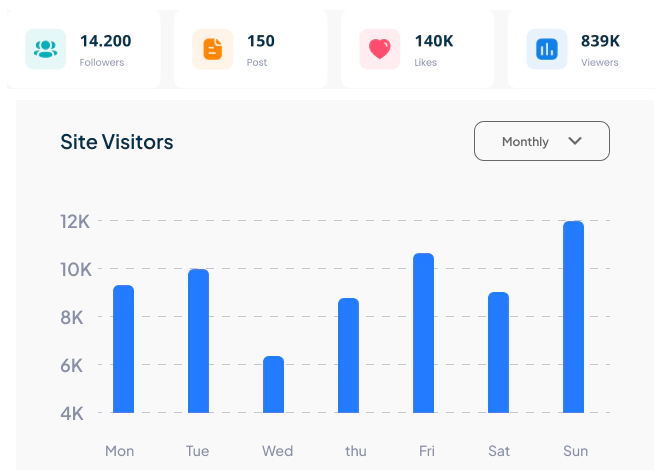 14.200
Followers
150
Post
140K
Likes
839K
Viewers
Site Visitors
Monthly
12K
10K
8K
6K
4K
Mon Tue Wed thu Fri Sat Sun